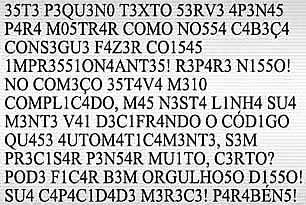 35T3 P3QU3N0 T3XTO 53RV3 4P3N45
P4R4 M05TR4R COMO NO554 C4B3Ç4
CONS3GU3 F4Z3R CO1545
1MPR3551ON4ANT35! R3P4R3 N155O!
NO COM3ÇO 35T4V4 M310
COMPL1C4DO, M45 N3ST4 L1NH4 SU4
M3NT3 V41 D3C1FR4NDO O CÓD1GO
QU453 4UTOM4T1C4M3NT3, S3M
PR3C1S4R P3N54R MU1TO, C3RTO?
POD3 F1C4R B3M ORGULHO5O D155O!
SU4 C4P4C1D4D3 M3R3C3! P4R4BÉN5!